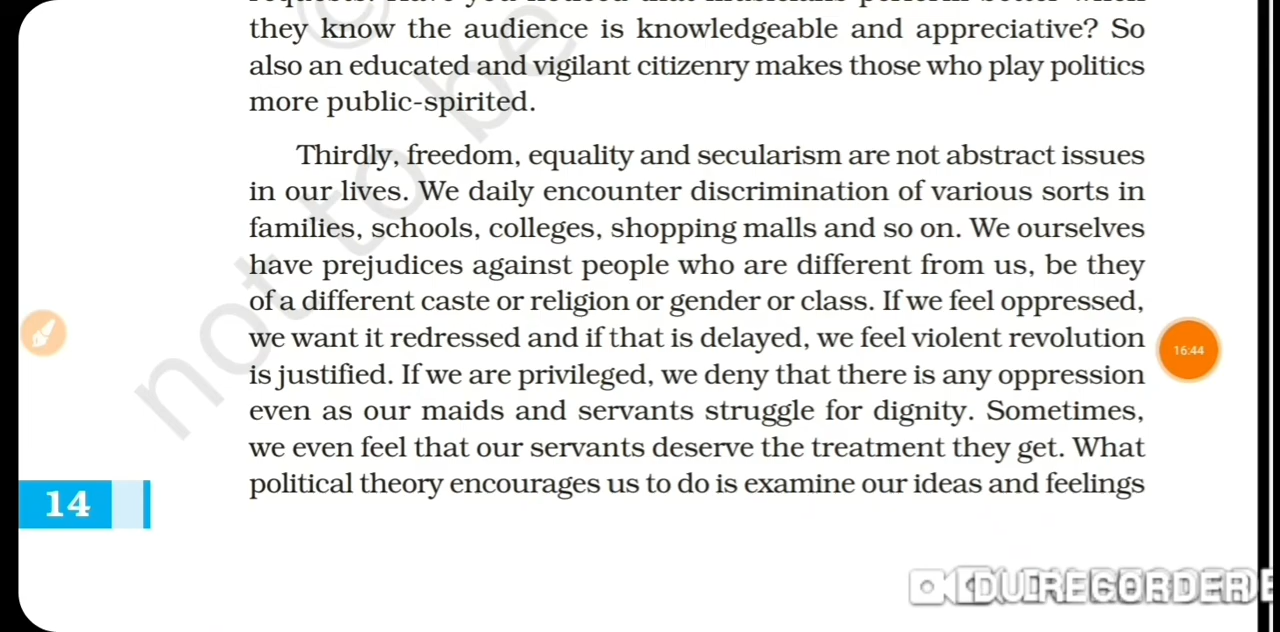 they know the audience is knowledgeable and appreciative? So
also an educated and vigilant citizenry makes those who play politics
more public-spirited.
Thirdly, freedom, equality and secularism are not abstract issues
in our lives. We daily encounter discrimination of various sorts in
families, schools, colleges, shopping malls and so on. We ourselves
have prejudices against people who are different from us, be they
of a different caste or religion or gender or class. If we feel oppressed,
we want it redressed and if that is delayed, we feel violent revolution
is justified. If we are privileged, we deny that there is any oppression
even as our maids and servants struggle for dignity. Sometimes,
we even feel that our servants deserve the treatment they get. What
political theory encourages us to do is examine our ideas and feelings
14
16:44
not to be
RECORDER